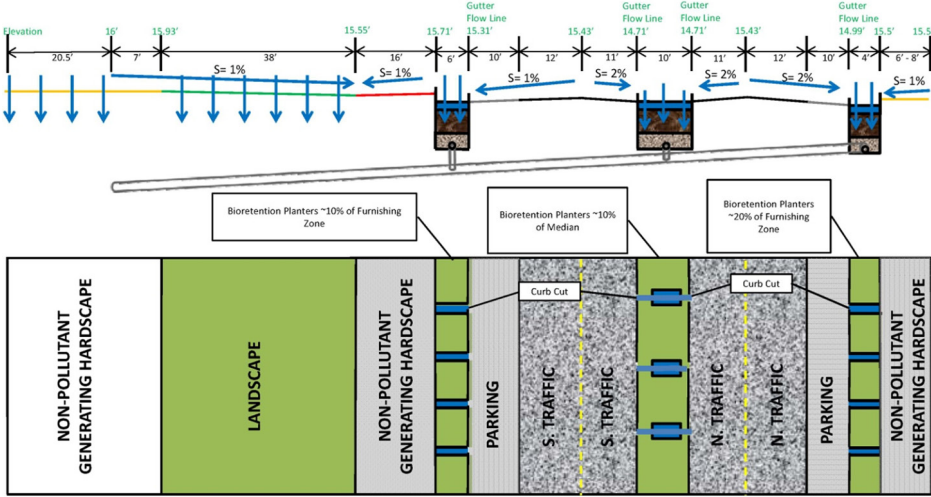 Elevation
16'
15.93'
15.55'
15.71'
Gutter
Flow Line
15.31'
15.43'
Gutter
Flow Line
14.71'
Gutter
Flow Line
14.71'
15.43'
Gutter
Flow Line
14.99'
15.5'
20.5'
7'
38'
16'
6'
10'
12'
11'
10'
11'
12'
10'
4'
6' - 8'
S= 1%
S= 1%
S= 1%
S= 2%
S= 2%
S= 2%
S= 1%
Bioretention Planters ~10% of Furnishing
Zone
Bioretention Planters ~10%
of Median
Bioretention Planters
~20% of Furnishing
Zone
Curb Cut
Curb Cut
NON-POLLUTANT
GENERATING HARDSCAPE
LANDSCAPE
NON-POLLUTANT
GENERATING HARDSCAPE
PARKING
S. TRAFFIC
S. TRAFFIC
N. TRAFFIC
N. TRAFFIC
PARKING
NON-POLLUTANT
GENERATING HARDSCAPE